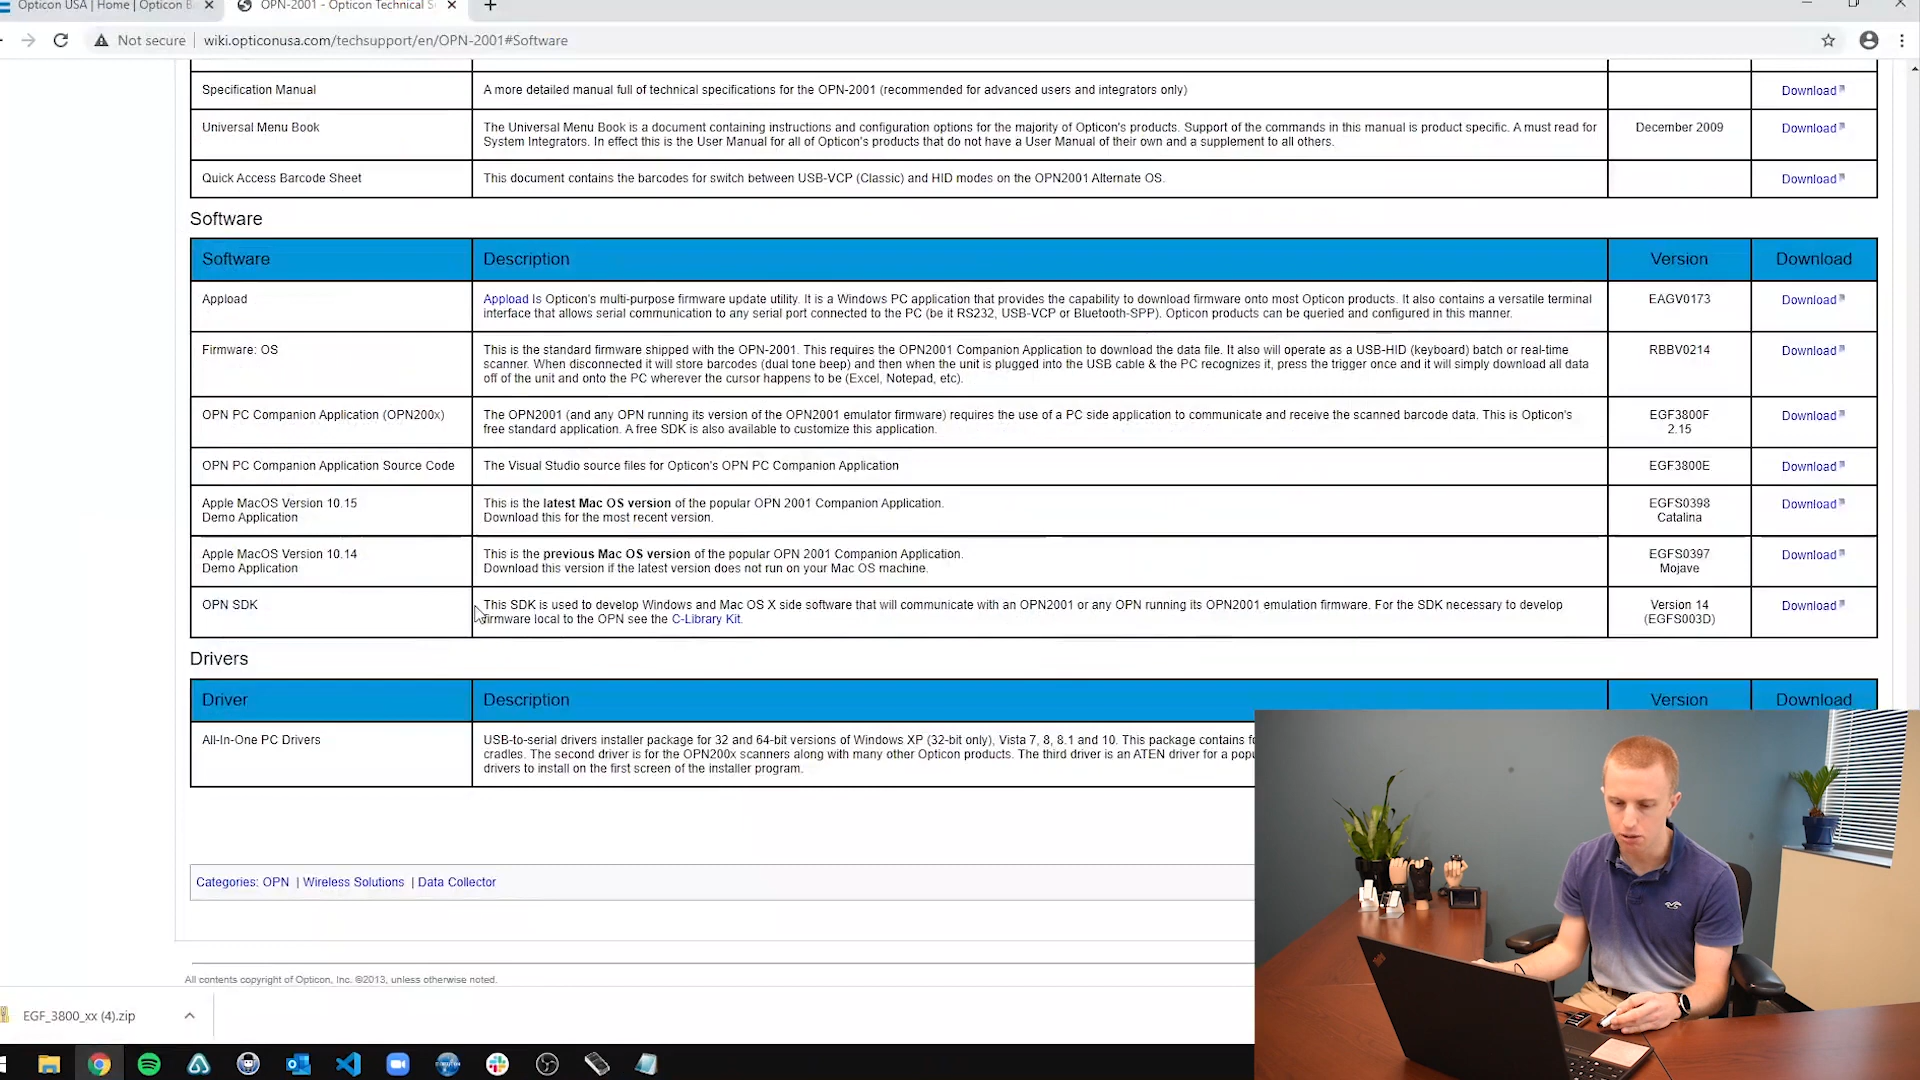 Opticon USA | Home | Opticon B
OPN-2001 - Opticon Technical S
Not secure
wiki.opticonusa.com/techsupport/en/OPN-2001#Software
Specification Manual
A more detailed manual full of technical specifications for the OPN-2001 (recommended for advanced users and integrators only)
Download
Universal Menu Book
The Universal Menu Book is a document containing instructions and configuration options for the majority of Opticon's products. Support of the commands in this manual is product specific. A must read for
System Integrators. In effect this is the User Manual for all of Opticon's products that do not have a User Manual of their own and a supplement to all others.
December 2009
Download
Quick Access Barcode Sheet
This document contains the barcodes for switch between USB-VCP (Classic) and HID modes on the OPN2001 Alternate OS.
Download
Software
Software
Description
Version
Download
Appload
Appload Is Opticon's multi-purpose firmware update utility. It is a Windows PC application that provides the capability to download firmware onto most Opticon products. It also contains a versatile terminal
interface that allows serial communication to any serial port connected to the PC (be it RS232, USB-VCP or Bluetooth-SPP). Opticon products can be queried and configured in this manner.
EAGV0173
Download
Firmware: OS
This is the standard firmware shipped with the OPN-2001. This requires the OPN2001 Companion Application to download the data file. It also will operate as a USB-HID (keyboard) batch or real-time
scanner. When disconnected it will store barcodes (dual tone beep) and then when the unit is plugged into the USB cable & the PC recognizes it, press the trigger once and it will simply download all data
off of the unit and onto the PC wherever the cursor happens to be (Excel, Notepad, etc).
RBBV0214
Download
OPN PC Companion Application (OPN200x)
The OPN2001 (and any OPN running its version of the OPN2001 emulator firmware) requires the use of a PC side application to communicate and receive the scanned barcode data. This is Opticon's
free standard application. A free SDK is also available to customize this application.
EGF3800F
2.15
Download
OPN PC Companion Application Source Code
The Visual Studio source files for Opticon's OPN PC Companion Application
EGF3800E
Download
Apple MacOS Version 10.15
Demo Application
This is the latest Mac OS version of the popular OPN 2001 Companion Application.
Download this for the most recent version.
EGFS0398
Catalina
Download
Apple MacOS Version 10.14
Demo Application
This is the previous Mac OS version of the popular OPN 2001 Companion Application.
Download this version if the latest version does not run on your Mac OS machine.
EGFS0397
Mojave
Download
OPN SDK
This SDK is used to develop Windows and Mac OS X side software that will communicate with an OPN2001 or any OPN running its OPN2001 emulation firmware. For the SDK necessary to develop
firmware local to the OPN see the C-Library Kit.
Version 14
(EGFS003D)
Download
Drivers
Driver
Description
Version
Download
All-In-One PC Drivers
USB-to-serial drivers installer package for 32 and 64-bit versions of Windows XP (32-bit only), Vista 7, 8, 8.1 and 10. This package contains fo
cradles. The second driver is for the OPN200x scanners along with many other Opticon products. The third driver is an ATEN driver for a popu
drivers to install on the first screen of the installer program.
Categories: OPN | Wireless Solutions | Data Collector
All contents copyright of Opticon, Inc. ©2013, unless otherwise noted.
EGF_3800_xx (4).zip